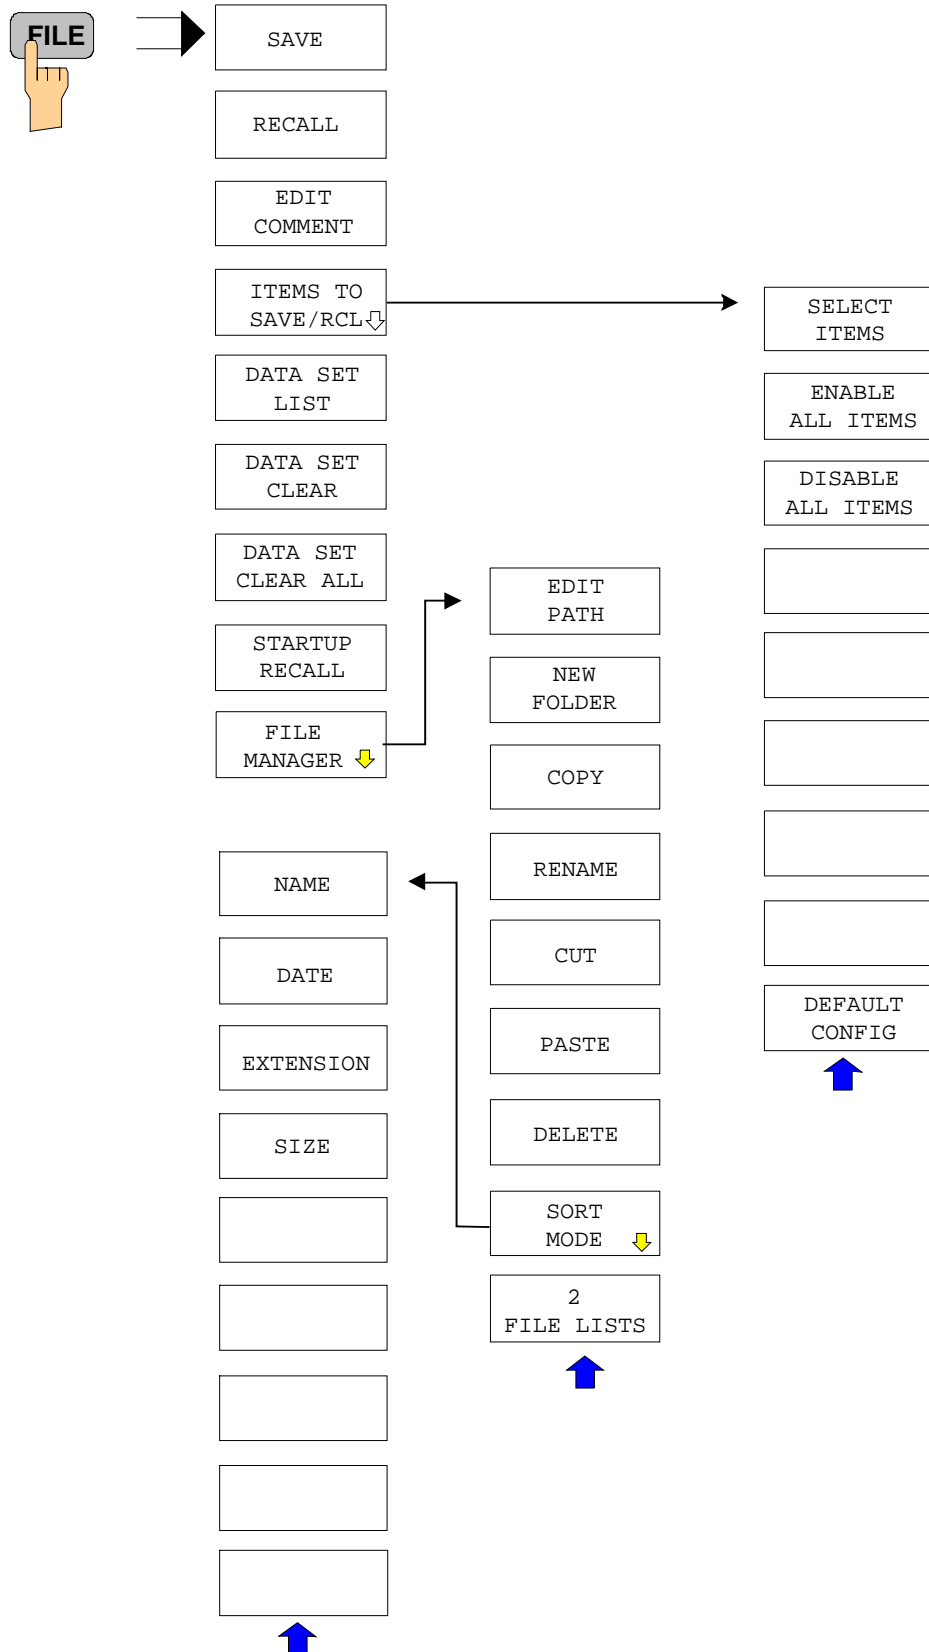 FILE
SAVE
RECALL
EDIT
COMMENT
ITEMS TO
SAVE/RCL
DATA SET
LIST
DATA SET
CLEAR
DATA SET
CLEAR ALL
STARTUP
RECALL
FILE
MANAGER
SELECT
ITEMS
ENABLE
ALL ITEMS
DISABLE
ALL ITEMS
DEFAULT
CONFIG
EDIT
PATH
NEW
FOLDER
COPY
RENAME
CUT
PASTE
DELETE
SORT
MODE
2
FILE LISTS
NAME
DATE
EXTENSION
SIZE